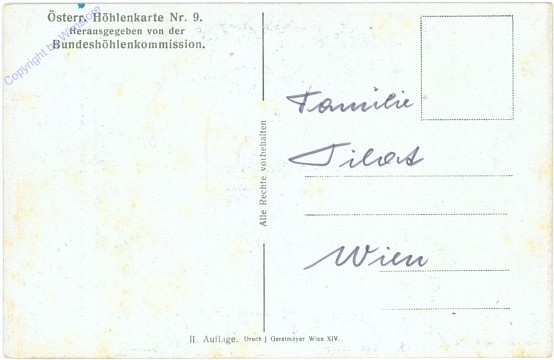 Österr. Höhlenkarte Nr. 9.
Herausgegeben von der
Bundeshöhlenkommission.
Alle Rechte vorbehalten
Familie
Wien
II. Auflage. Druck J Gerstmayer Wien XIV.